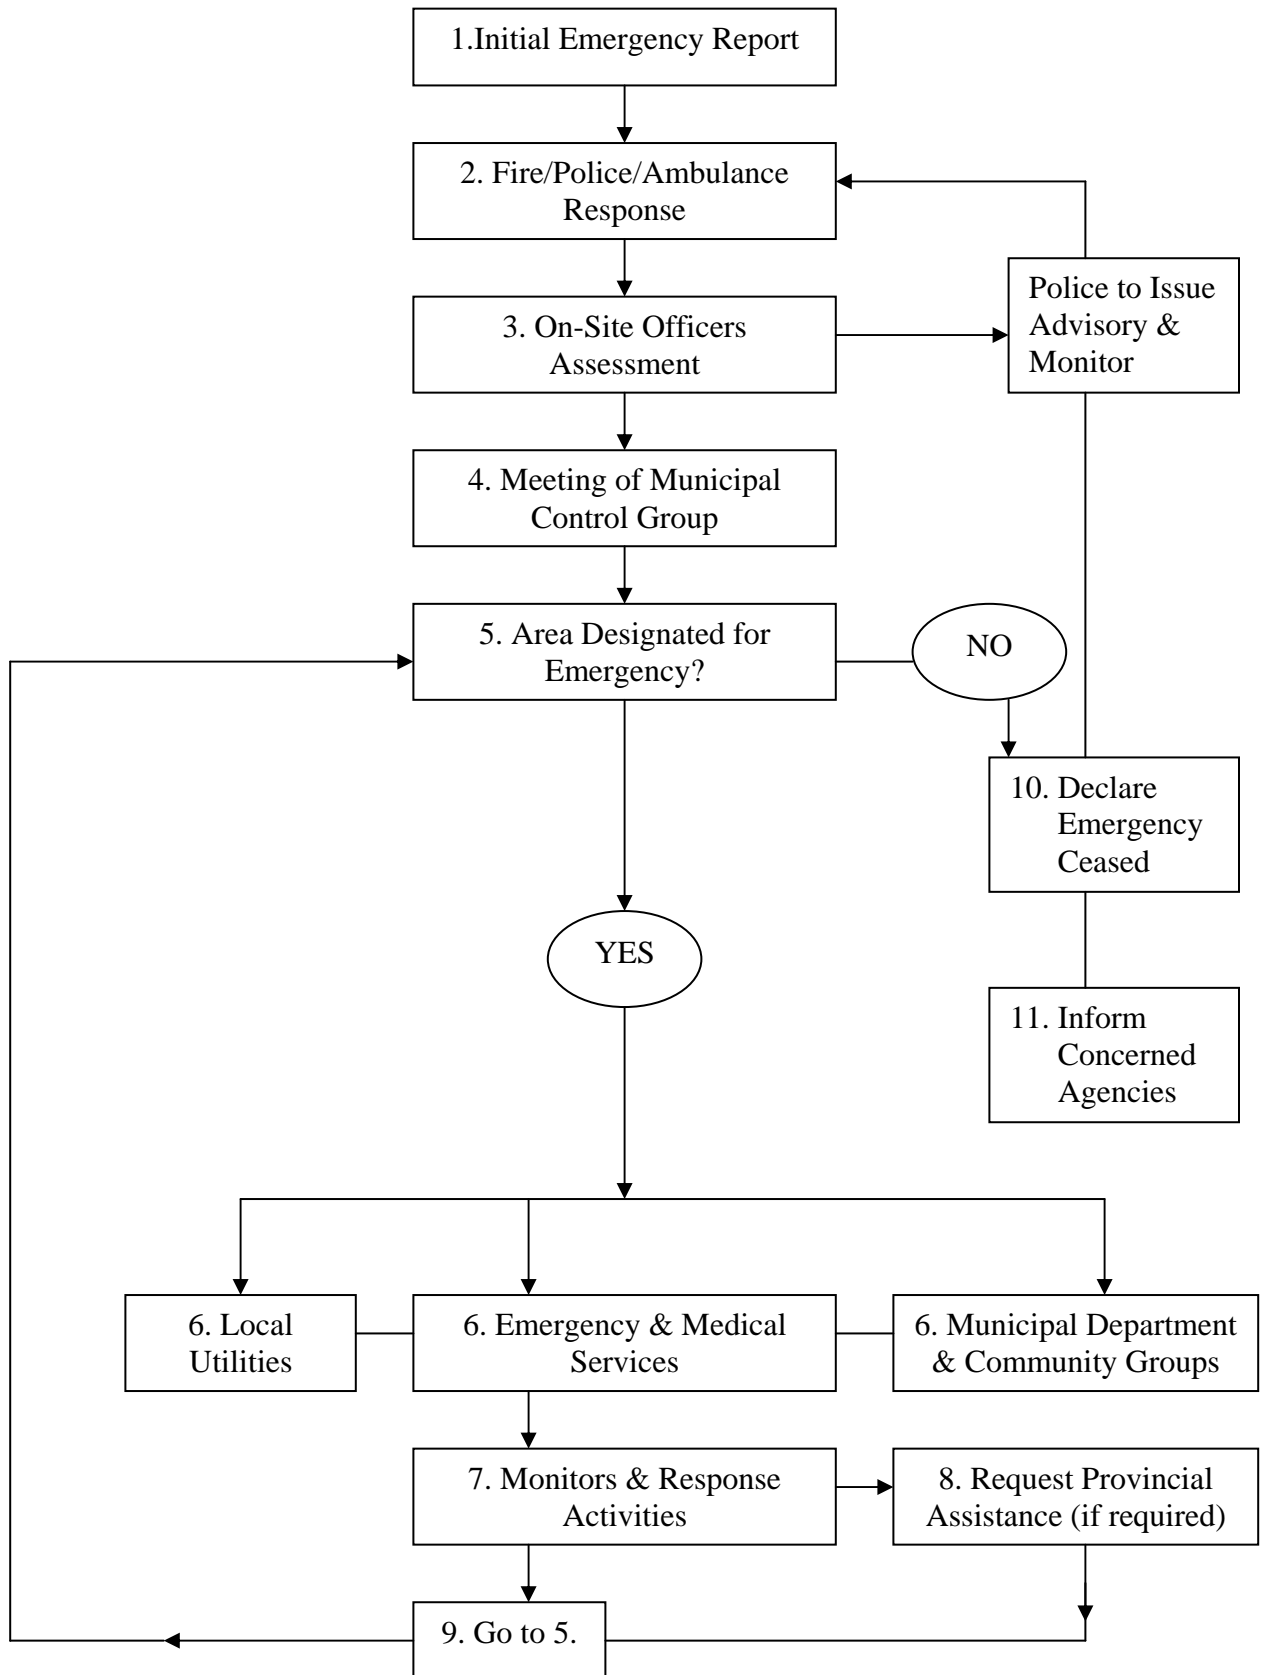 1.Initial Emergency Report
2. Fire/Police/Ambulance
Response
Police to Issue
Advisory &
Monitor
3. On-Site Officers
Assessment
4. Meeting of Municipal
Control Group
5. Area Designated for
Emergency?
NO
10. Declare
Emergency
Ceased
YES
11. Inform
Concerned
Agencies
6. Local
Utilities
6. Emergency & Medical
Services
6. Municipal Department
& Community Groups
7. Monitors & Response
Activities
8. Request Provincial
Assistance (if required)
9. Go to 5.